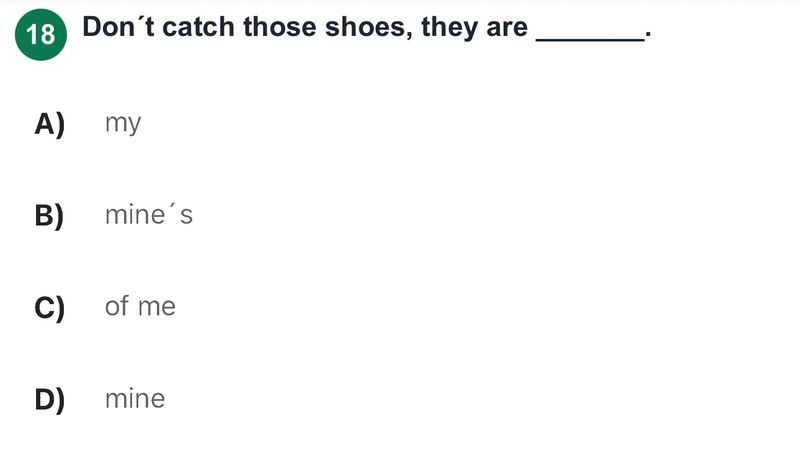 18 Don´t catch those shoes, they are _______.
A) my
B) mine´s
C) of me
D) mine